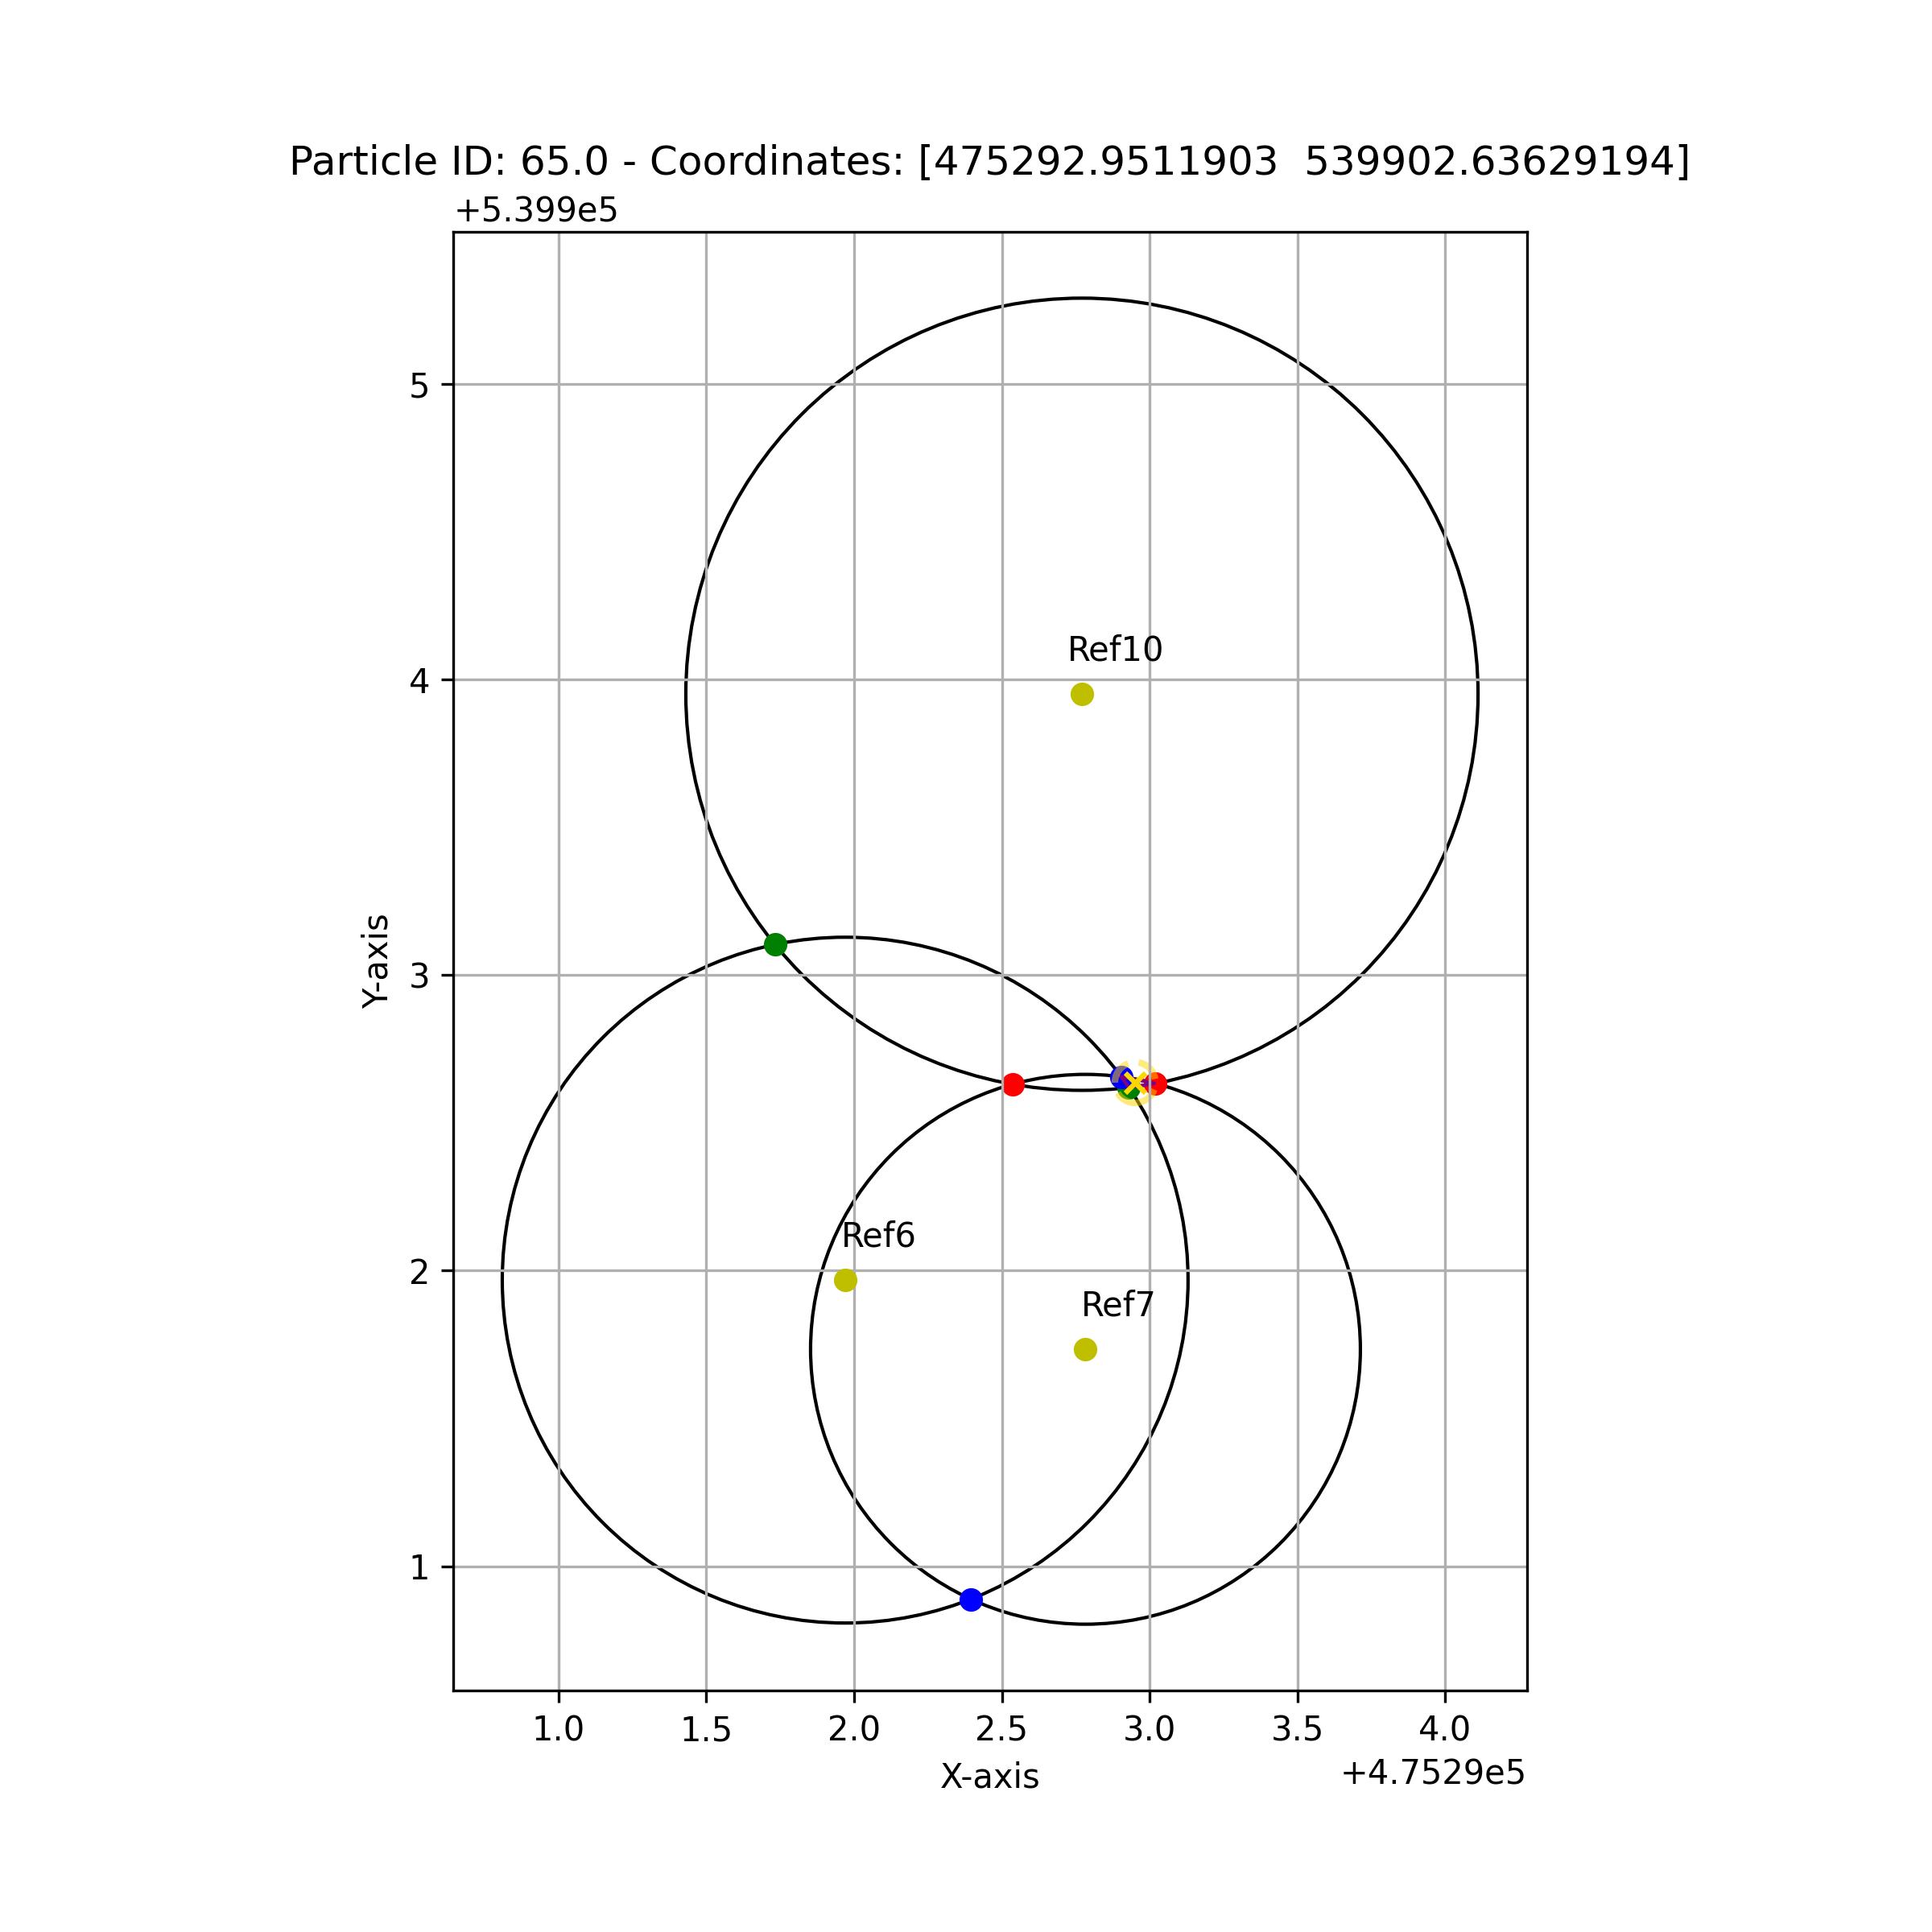 Particle ID: 65.0 - Coordinates: [475292.9511903  539902.63629194]
+5.399e5
5
Ref10
4
Y-axis
3
Ref6
2
Ref7
1
1.0 1.5 2.0 2.5 3.0 3.5 4.0
X-axis
+4.7529e5